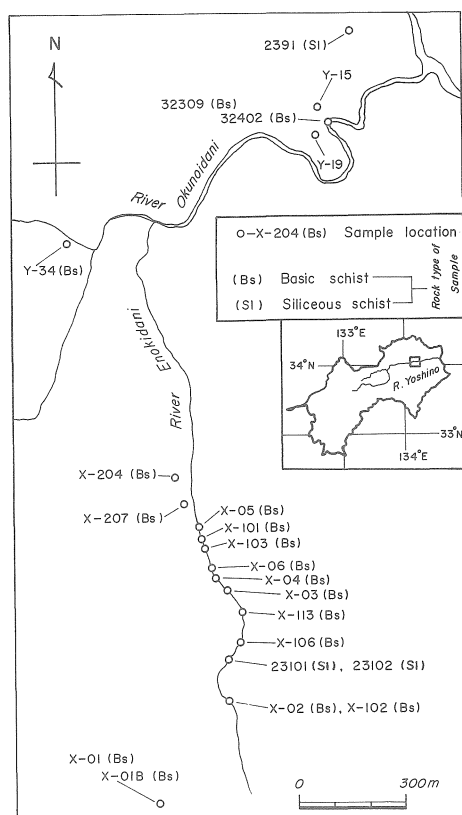 N
2391 (Sl)
Y-15
32309 (Bs)
32402 (Bs)
Y-19
River Okunoidani
Y-34 (Bs)
o-X-204 (Bs) Sample location
(Bs) Basic schist
(Sl) Siliceous schist
Rock type of
Sample
133°E
34°N
R. Yoshino
33°N
134°E
Enokidani
River
X-204 (Bs)
X-207 (Bs)
X-05 (Bs)
X-101 (Bs)
X-103 (Bs)
X-06 (Bs)
X-04 (Bs)
X-03 (Bs)
X-113 (Bs)
X-106 (Bs)
23101 (Sl), 23102 (Sl)
X-02 (Bs), X-102 (Bs)
X-01 (Bs)
X-01B (Bs)
0 300m